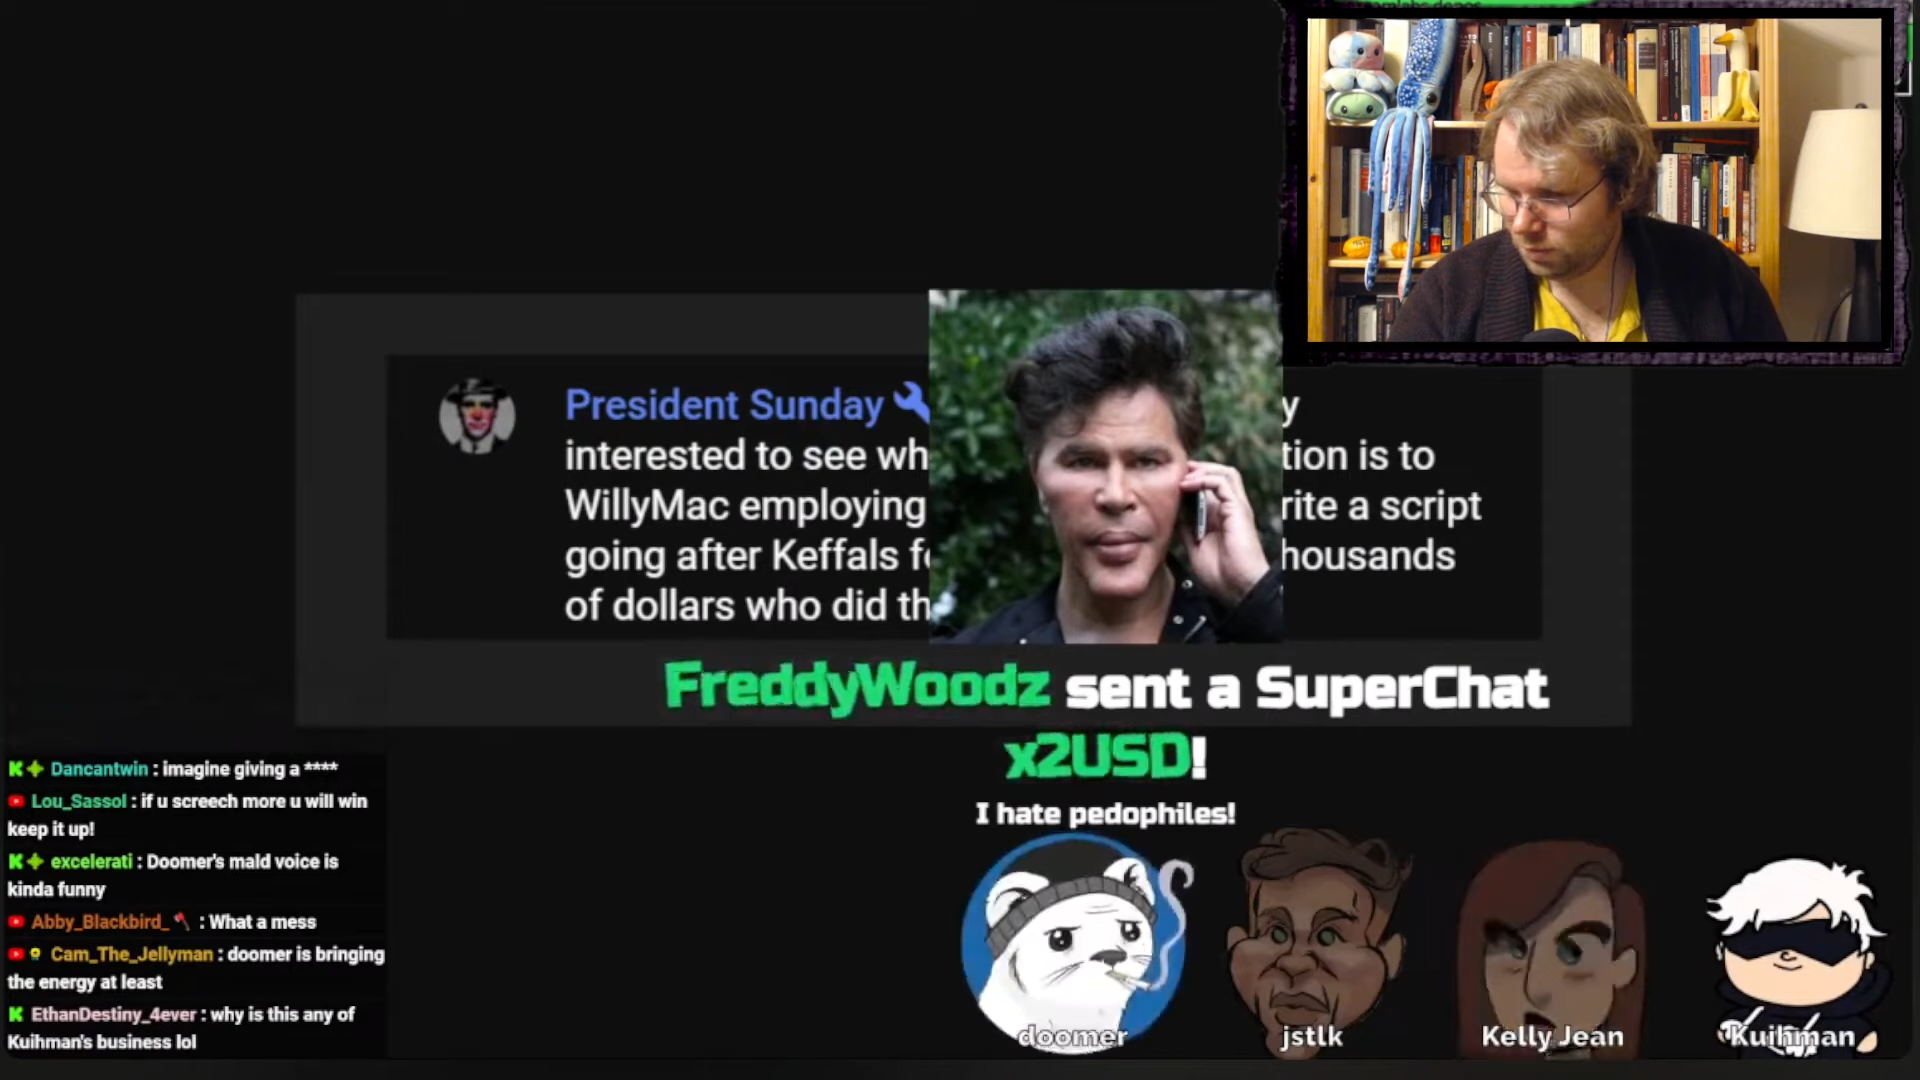 President Sunday
y
interested to see wh
tion is to
WillyMac employing
rite a script
going after Keffals f
housands
of dollars who did th
FreddyWoodz sent a SuperChat
x2USD!
I hate pedophiles!
Dancantwin : imagine giving a ****
Lou_Sassol : if u screech more u will win
keep it up!
excelerati : Doomer's mald voice is
kinda funny
Abby_Blackbird_ : What a mess
Cam_The_Jellyman : doomer is bringing
the energy at least
EthanDestiny_4ever : why is this any of
Kuihman's business lol
doomer
jstlk
Kelly Jean
Kuihman